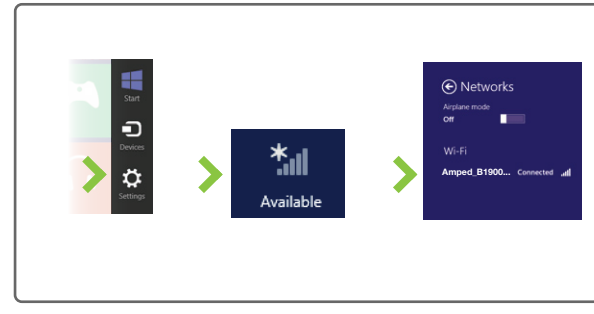 Start
Devices
Settings
Available
Networks
Airplane mode
Off
Wi-Fi
Amped_B1900... Connected